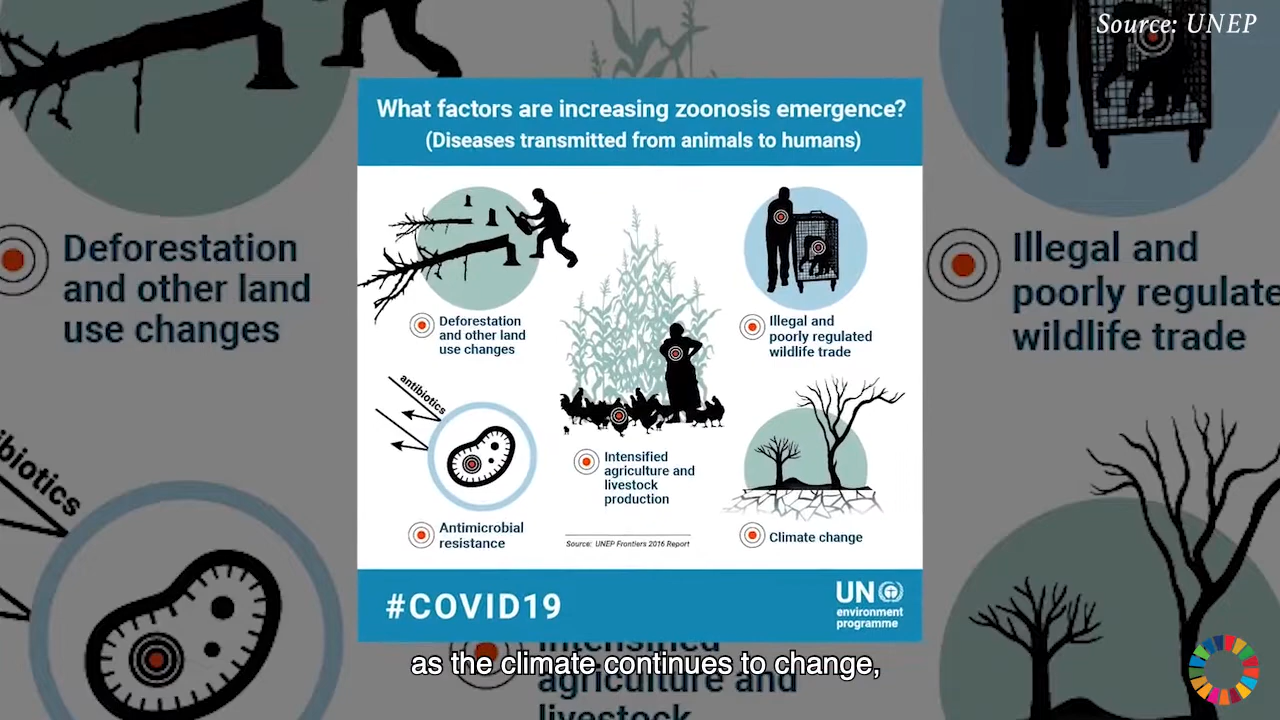 Source: UNEP
What factors are increasing zoonosis emergence?
(Diseases transmitted from animals to humans)
Deforestation
and other land
use changes
Illegal and
poorly regulated
wildlife trade
antibiotics
Intensified
agriculture and
livestock
production
Antimicrobial
resistance
Climate change
Source: UNEP Frontiers 2016 Report
#COVID19
UN
environment
programme
Deforestation
and other land
use changes
Illegal and
poorly regulate
wildlife trade
ibiotics
Intensified
agriculture and
livestock
as the climate continues to change,